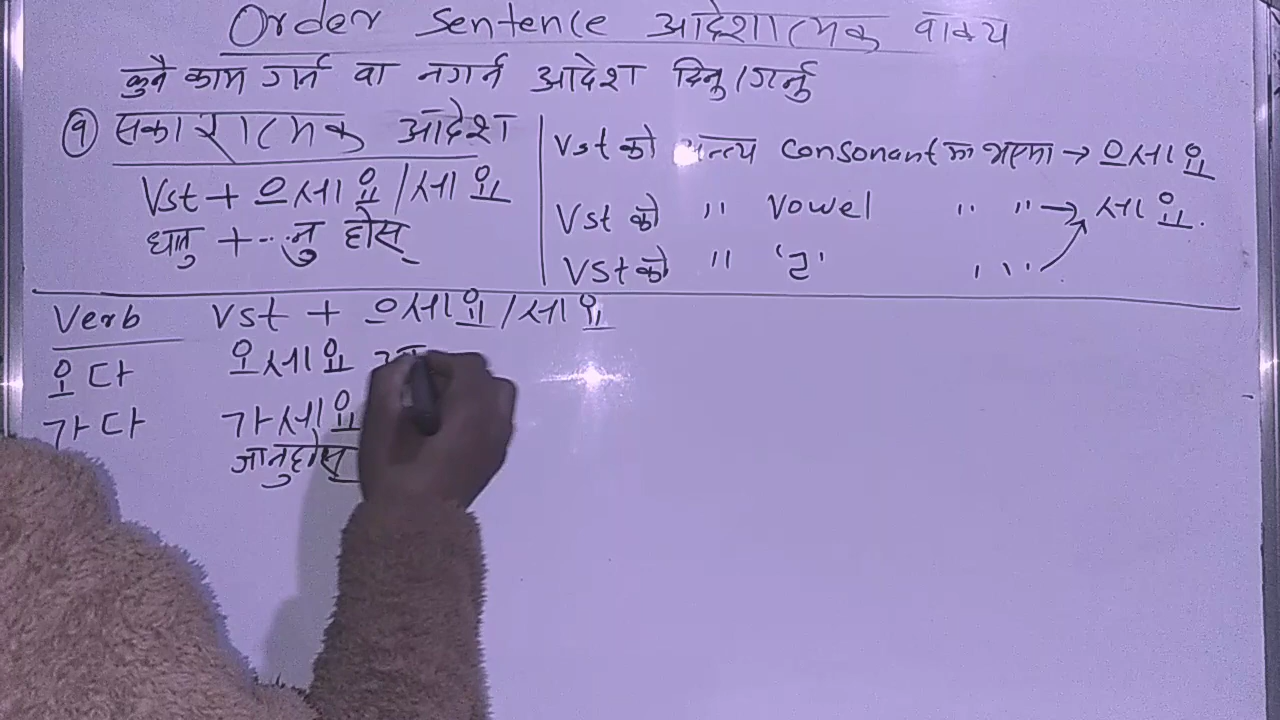 Order Sentence आदेशात्मक वाक्य
कुनै काम गर्न वा नगर्न आदेश दिनु/गर्नु
१ सकारात्मक आदेश
Vst + 으세요/세요
धातु + ...नु होस्
Vst को अन्त्य consonant मा भएमा → 으세요
Vst को " vowel " " → 세요.
Vst को " 'ㄹ' " "
Verb Vst + 으세요/세요
오다 오세요
가다 가세요
जानुहोस्